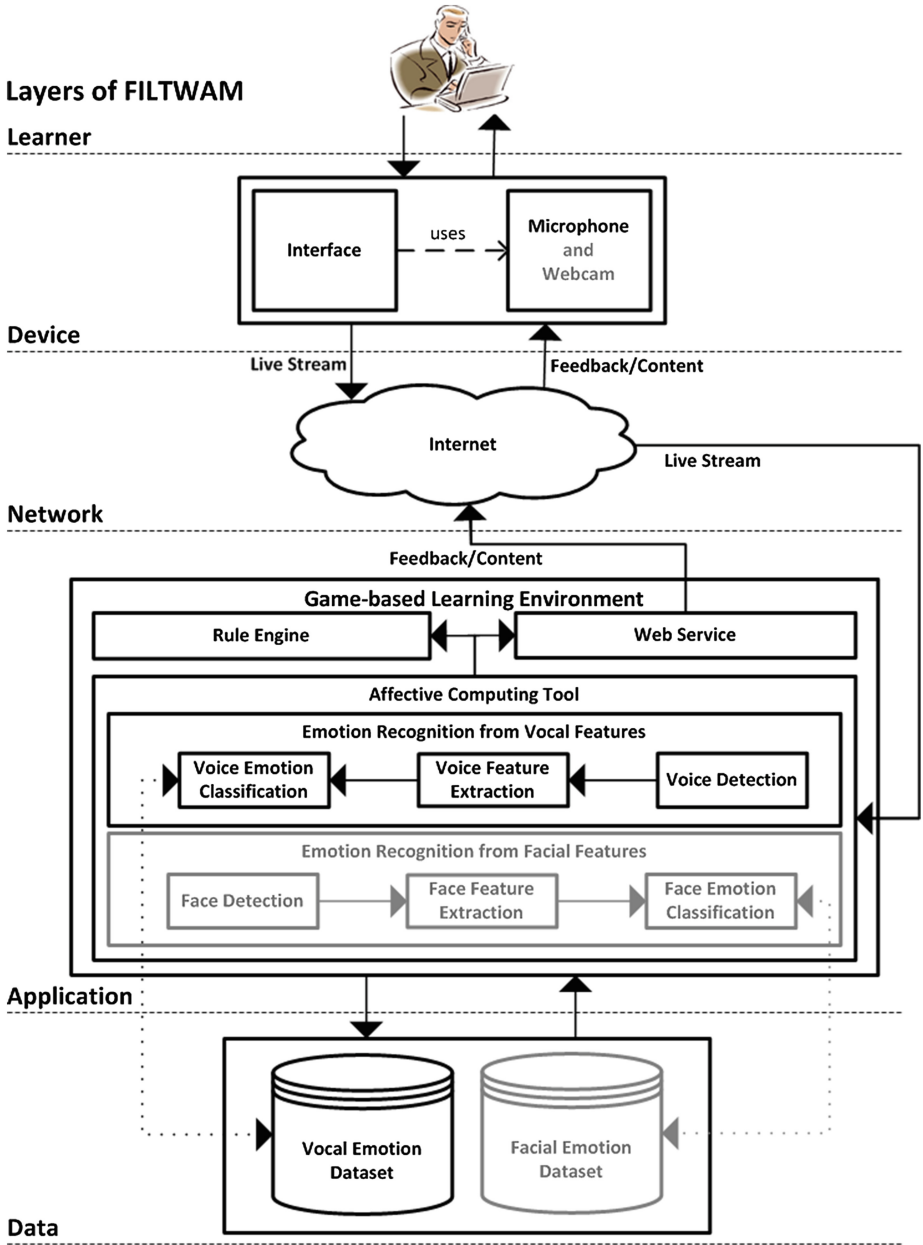 Layers of FILTWAM
Learner
Interface
uses
Microphone
and
Webcam
Device
Live Stream
Feedback/Content
Internet
Live Stream
Network
Feedback/Content
Game-based Learning Environment
Rule Engine
Web Service
Affective Computing Tool
Emotion Recognition from Vocal Features
Voice Emotion
Classification
Voice Feature
Extraction
Voice Detection
Emotion Recognition from Facial Features
Face Detection
Face Feature
Extraction
Face Emotion
Classification
Application
Vocal Emotion
Dataset
Facial Emotion
Dataset
Data